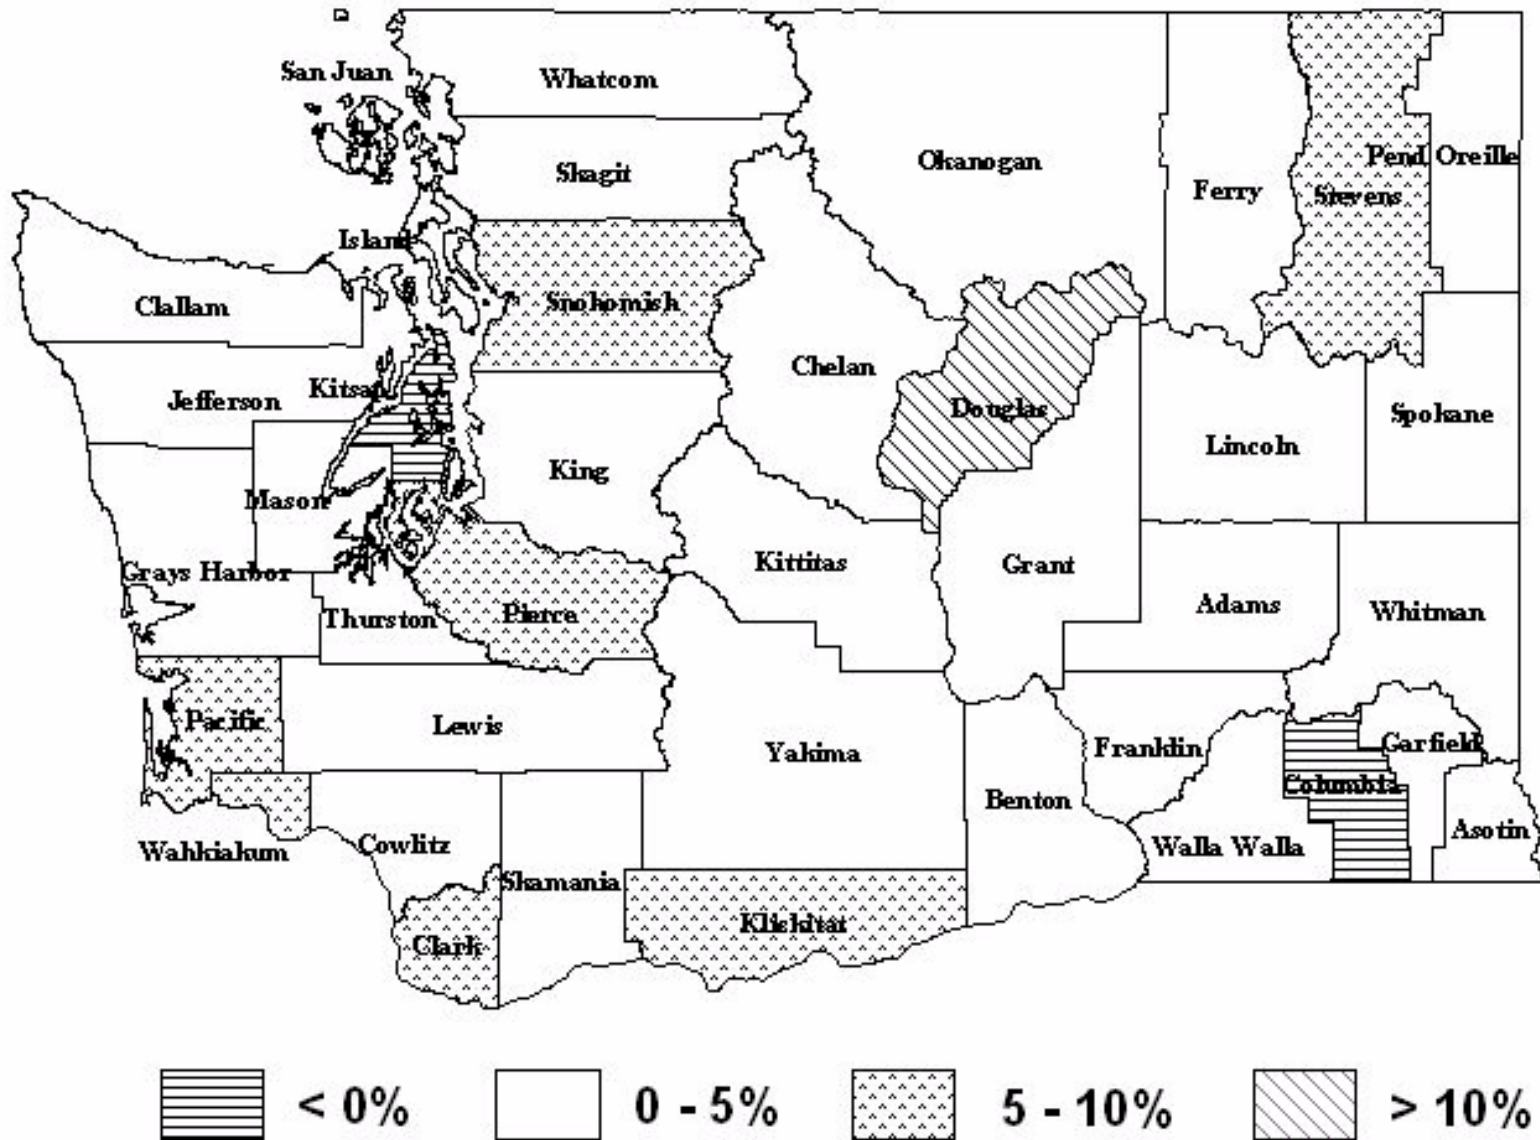 San Juan
Whatcom
Skagit
Okanogan
Pend Oreille
Ferry
Stevens
Island
Snohomish
Clallam
Chelan
Kitsap
Jefferson
Douglas
Spokane
Lincoln
King
Mason
Kittitas
Grant
Grays Harbor
Adams
Whitman
Thurston
Pierce
Pacific
Lewis
Yakima
Franklin
Garfield
Columbia
Benton
Asotin
Wahkiakum
Cowlitz
Walla Walla
Skamania
Kliskitat
Clark
< 0%
0 - 5%
5 - 10%
> 10%